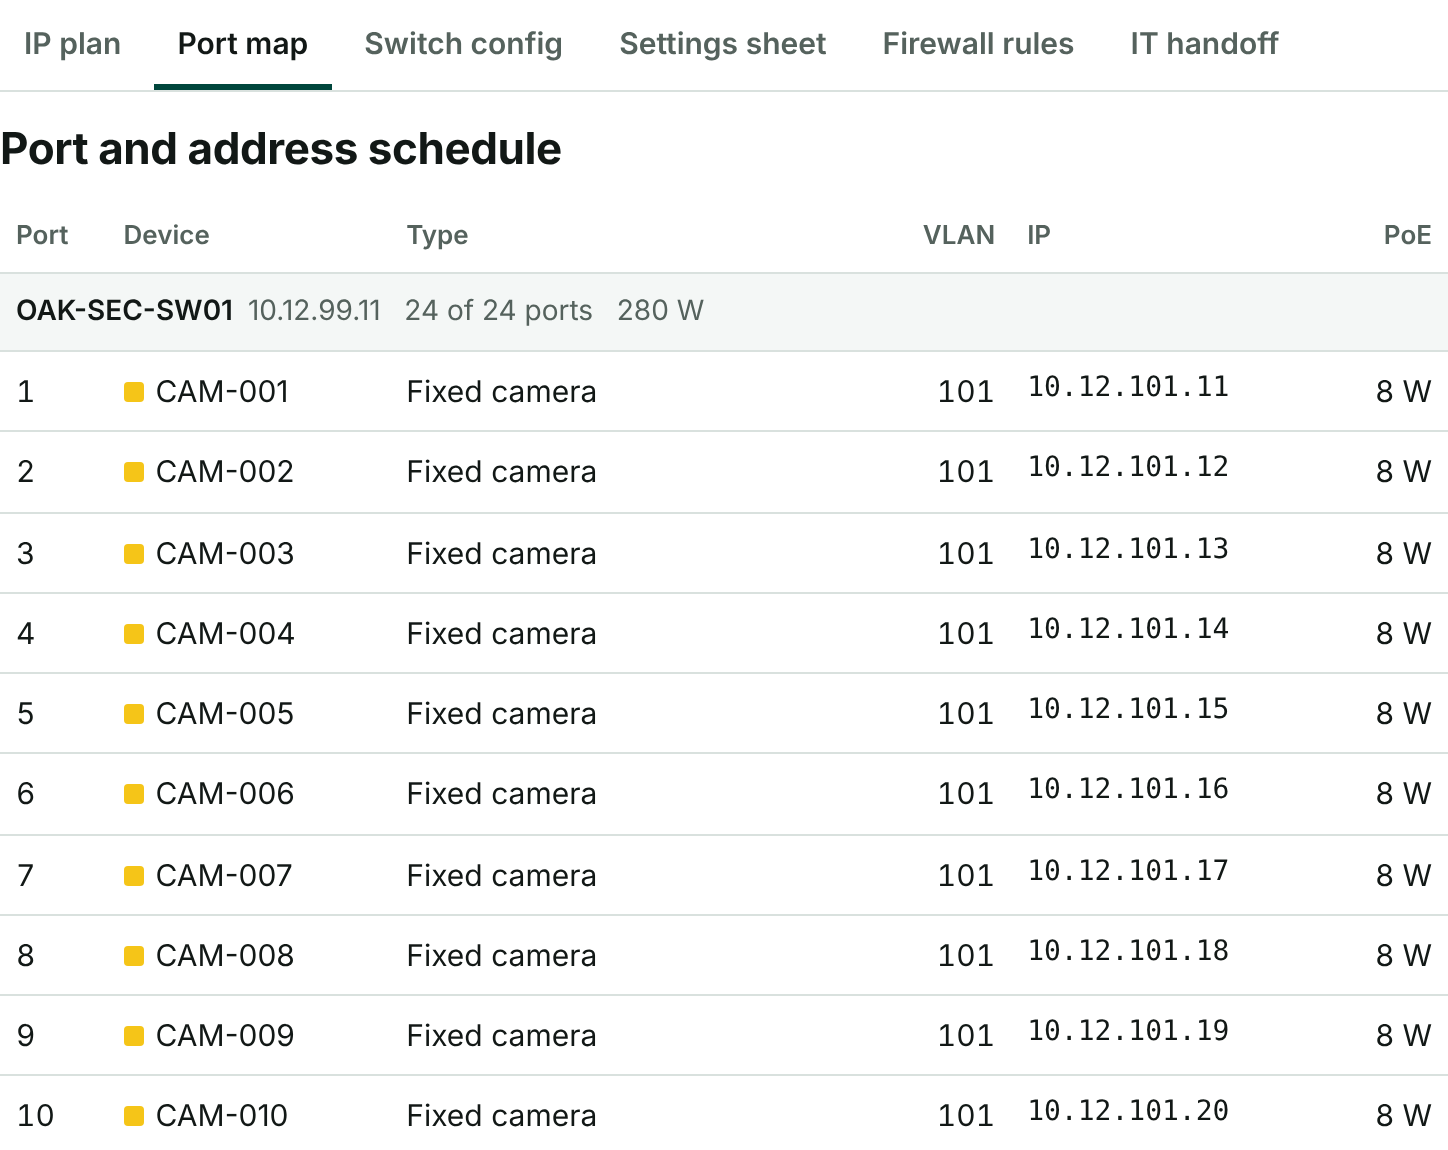 IP plan Port map Switch config Settings sheet Firewall rules IT handoff
Port and address schedule
Port Device Type VLAN IP PoE
OAK-SEC-SW01 10.12.99.11 24 of 24 ports 280 W
1 CAM-001 Fixed camera 101 10.12.101.11 8 W
2 CAM-002 Fixed camera 101 10.12.101.12 8 W
3 CAM-003 Fixed camera 101 10.12.101.13 8 W
4 CAM-004 Fixed camera 101 10.12.101.14 8 W
5 CAM-005 Fixed camera 101 10.12.101.15 8 W
6 CAM-006 Fixed camera 101 10.12.101.16 8 W
7 CAM-007 Fixed camera 101 10.12.101.17 8 W
8 CAM-008 Fixed camera 101 10.12.101.18 8 W
9 CAM-009 Fixed camera 101 10.12.101.19 8 W
10 CAM-010 Fixed camera 101 10.12.101.20 8 W